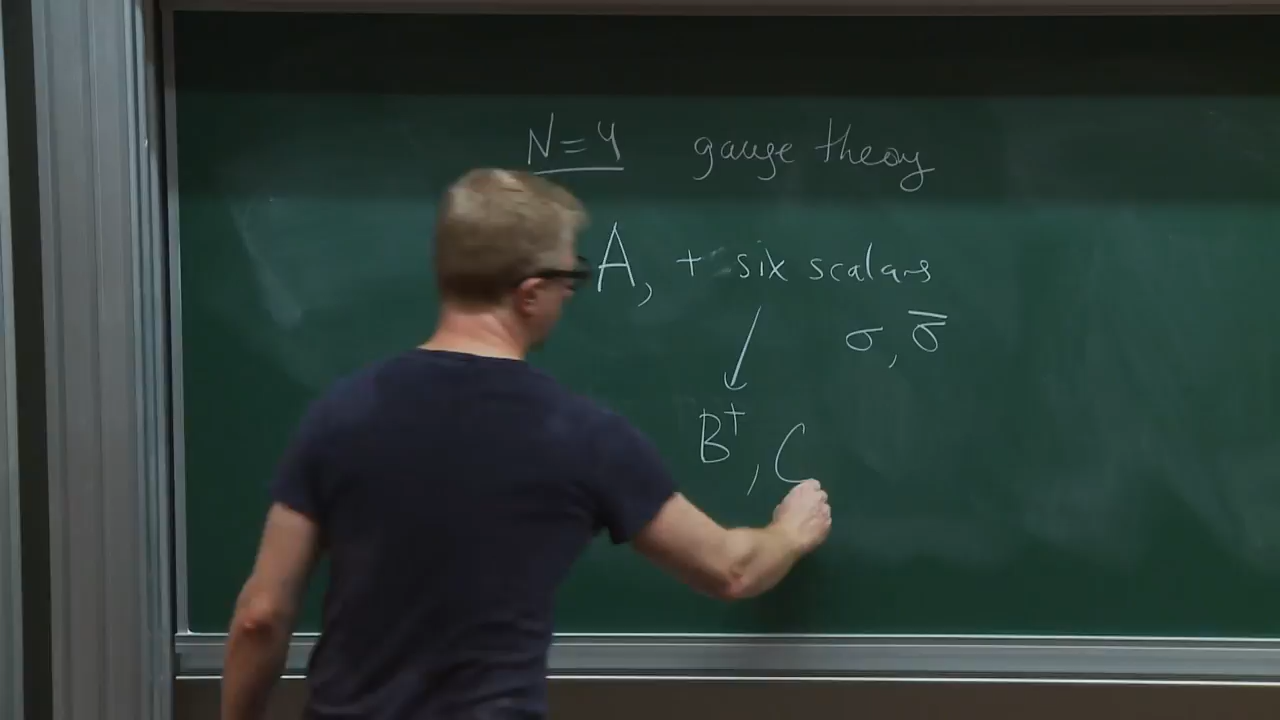 N=4 gauge theory
A, + six scalars
σ, σ̅
B⁺, C